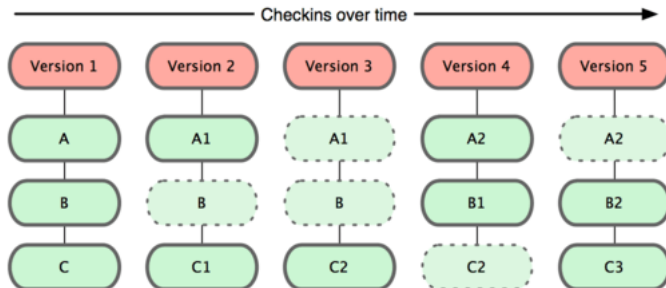 Checkins over time
Version 1 Version 2 Version 3 Version 4 Version 5
A A1 A1 A2 A2
B B B B1 B2
C C1 C2 C2 C3